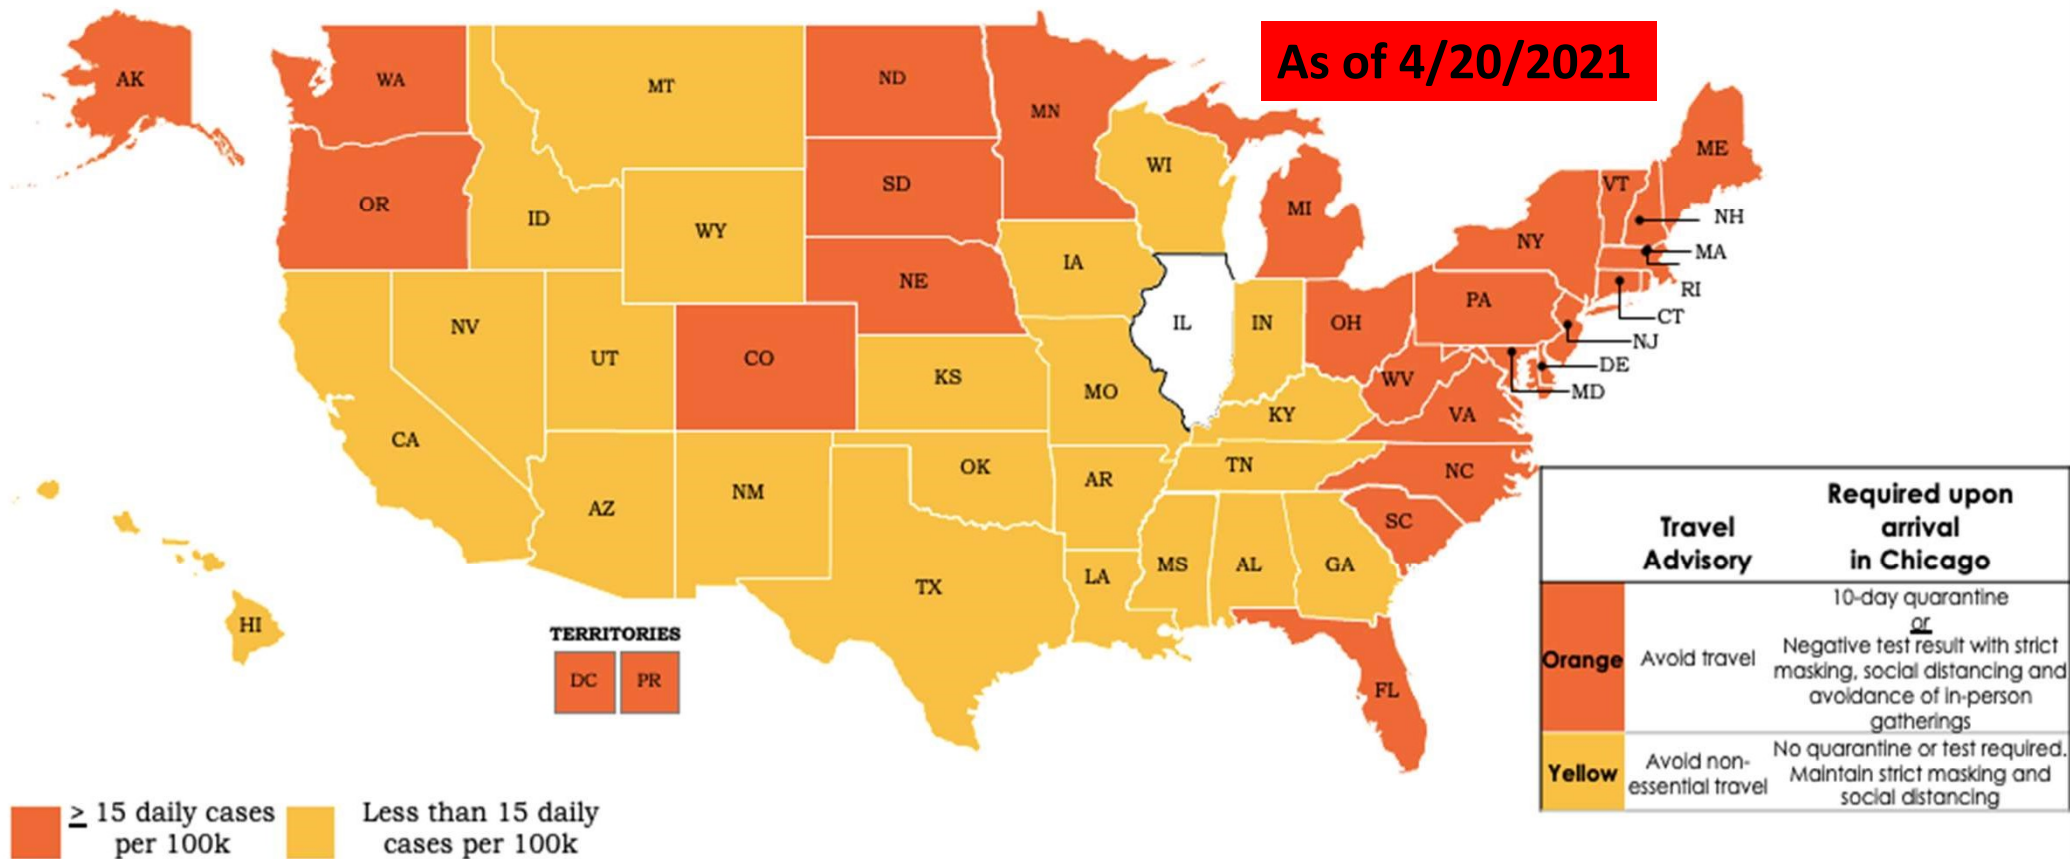 As of 4/20/2021
AK
WA
MT
ND
MN
WI
MI
ME
VT
NH
MA
RI
CT
NJ
DE
MD
OR
ID
WY
SD
NE
IA
IL
IN
OH
PA
NY
WV
VA
NV
UT
CO
KS
MO
KY
CA
AZ
NM
OK
AR
TN
NC
SC
TX
LA
MS
AL
GA
FL
HI
TERRITORIES
DC PR
Travel
Advisory
Required upon
arrival
in Chicago
Orange
Avoid travel
10-day quarantine
or
Negative test result with strict
masking, social distancing and
avoidance of in-person
gatherings
Yellow
Avoid non-
essential travel
No quarantine or test required.
Maintain strict masking and
social distancing
≥ 15 daily cases
per 100k
Less than 15 daily
cases per 100k